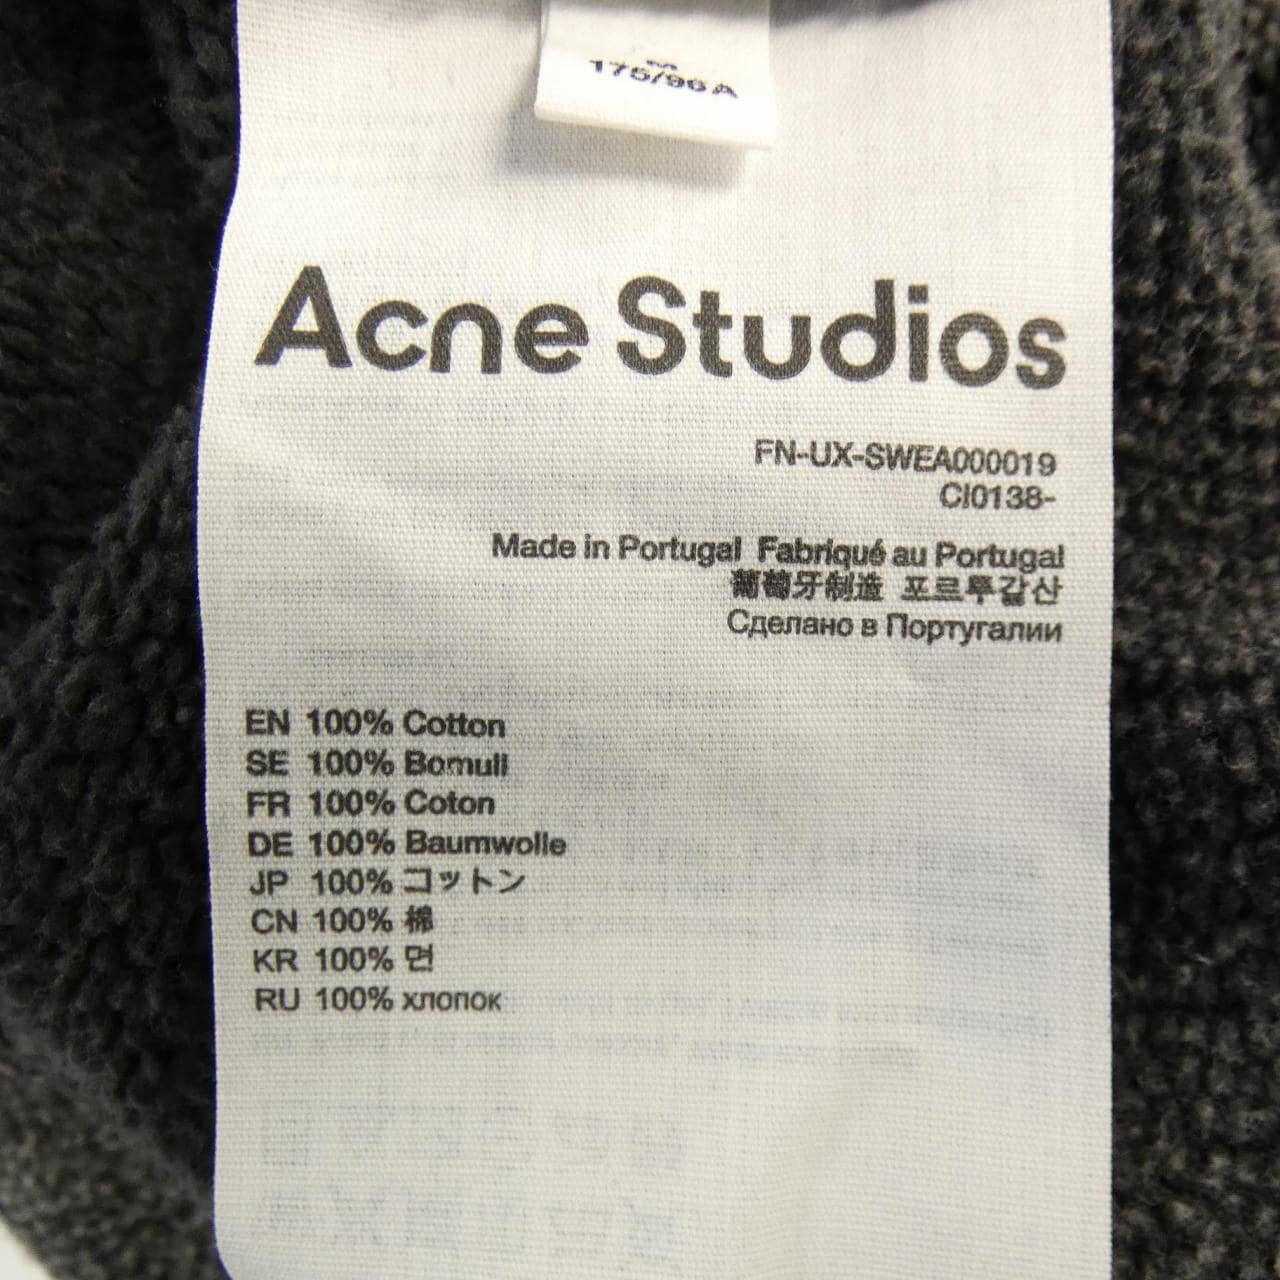 M
175/96A
Acne Studios
FN-UX-SWEA000019
CI0138-
Made in Portugal Fabriqué au Portugal
葡萄牙制造 포르투갈산
Сделано в Португалии
EN 100% Cotton
SE 100% Bomull
FR 100% Coton
DE 100% Baumwolle
JP 100% コットン
CN 100% 棉
KR 100% 면
RU 100% хлопок